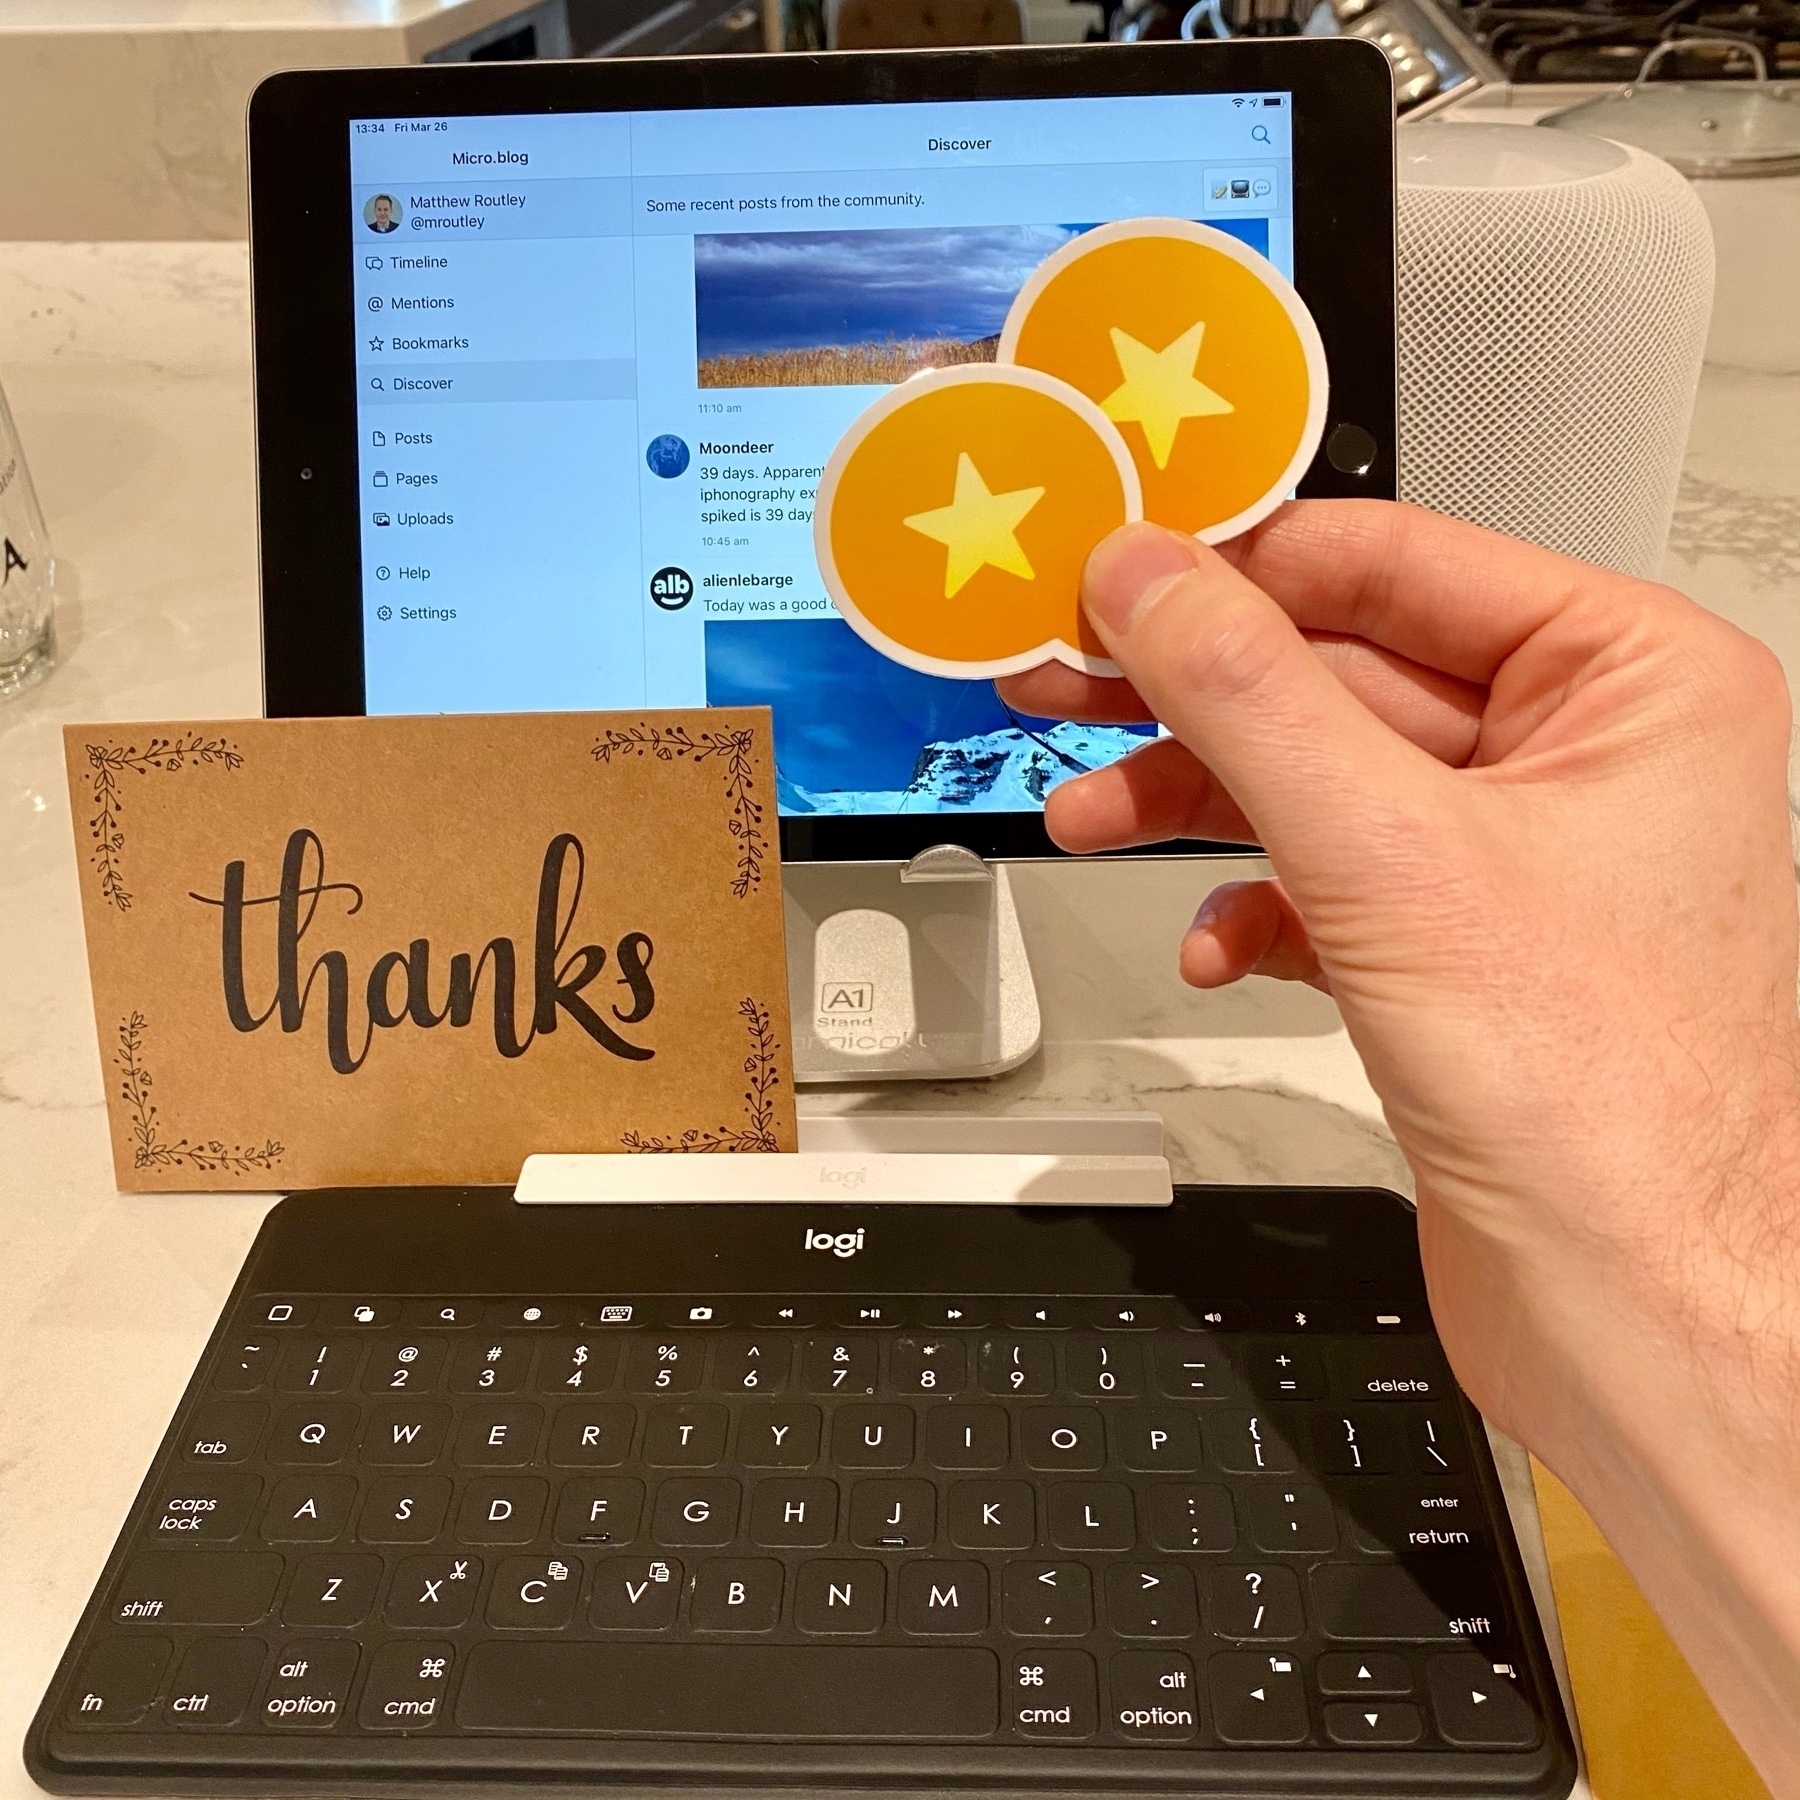 13:34 Fri Mar 26
Micro.blog
Matthew Routley
@mroutley
Timeline
@ Mentions
Bookmarks
Discover
Posts
Pages
Uploads
Help
Settings
Discover
Some recent posts from the community.
11:10 am
Moondeer
39 days. Apparent
iphonography
spiked is 39
10:45 am
alb
alienlebarge
Today was a good
A
thanks
A1
Stand
logi
logi
~ ! @ # $ % ^ & * ( ) — +
` 1 2 3 4 5 6 7 8 9 0 - = delete
tab Q W E R T Y U I O P { [ } ] | \
caps lock A S D F G H J K L : ; " ' enter return
shift Z X C V B N M < , > . ? / shift
fn ctrl alt option ⌘ cmd ⌘ cmd alt option ◀ ▲ ▼ ▶